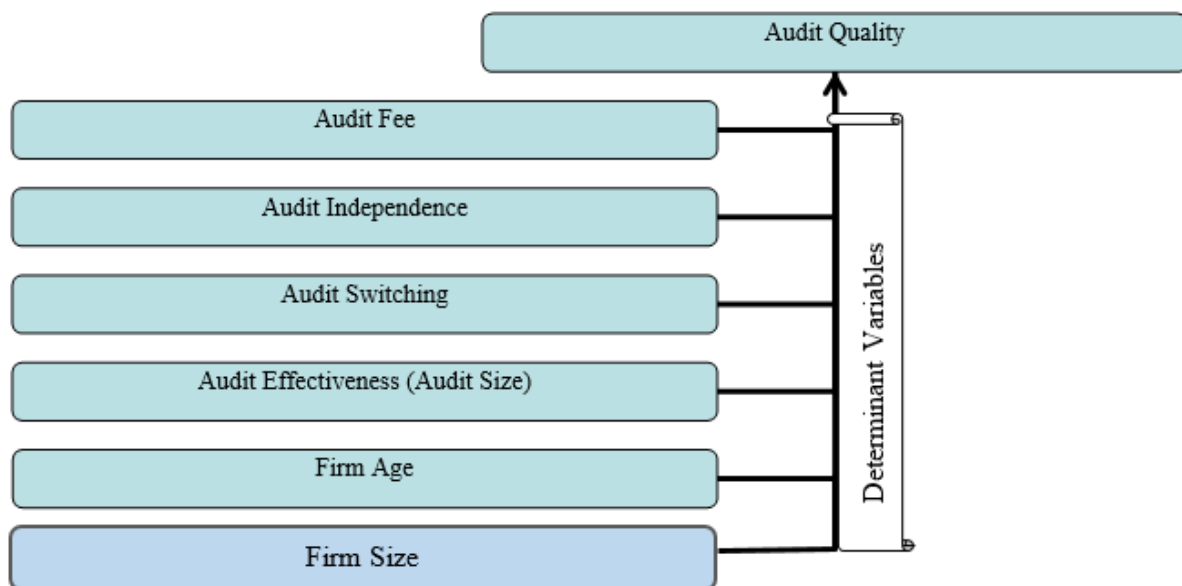 Audit Quality
Audit Fee
Audit Independence
Audit Switching
Audit Effectiveness (Audit Size)
Firm Age
Firm Size
Determinant Variables